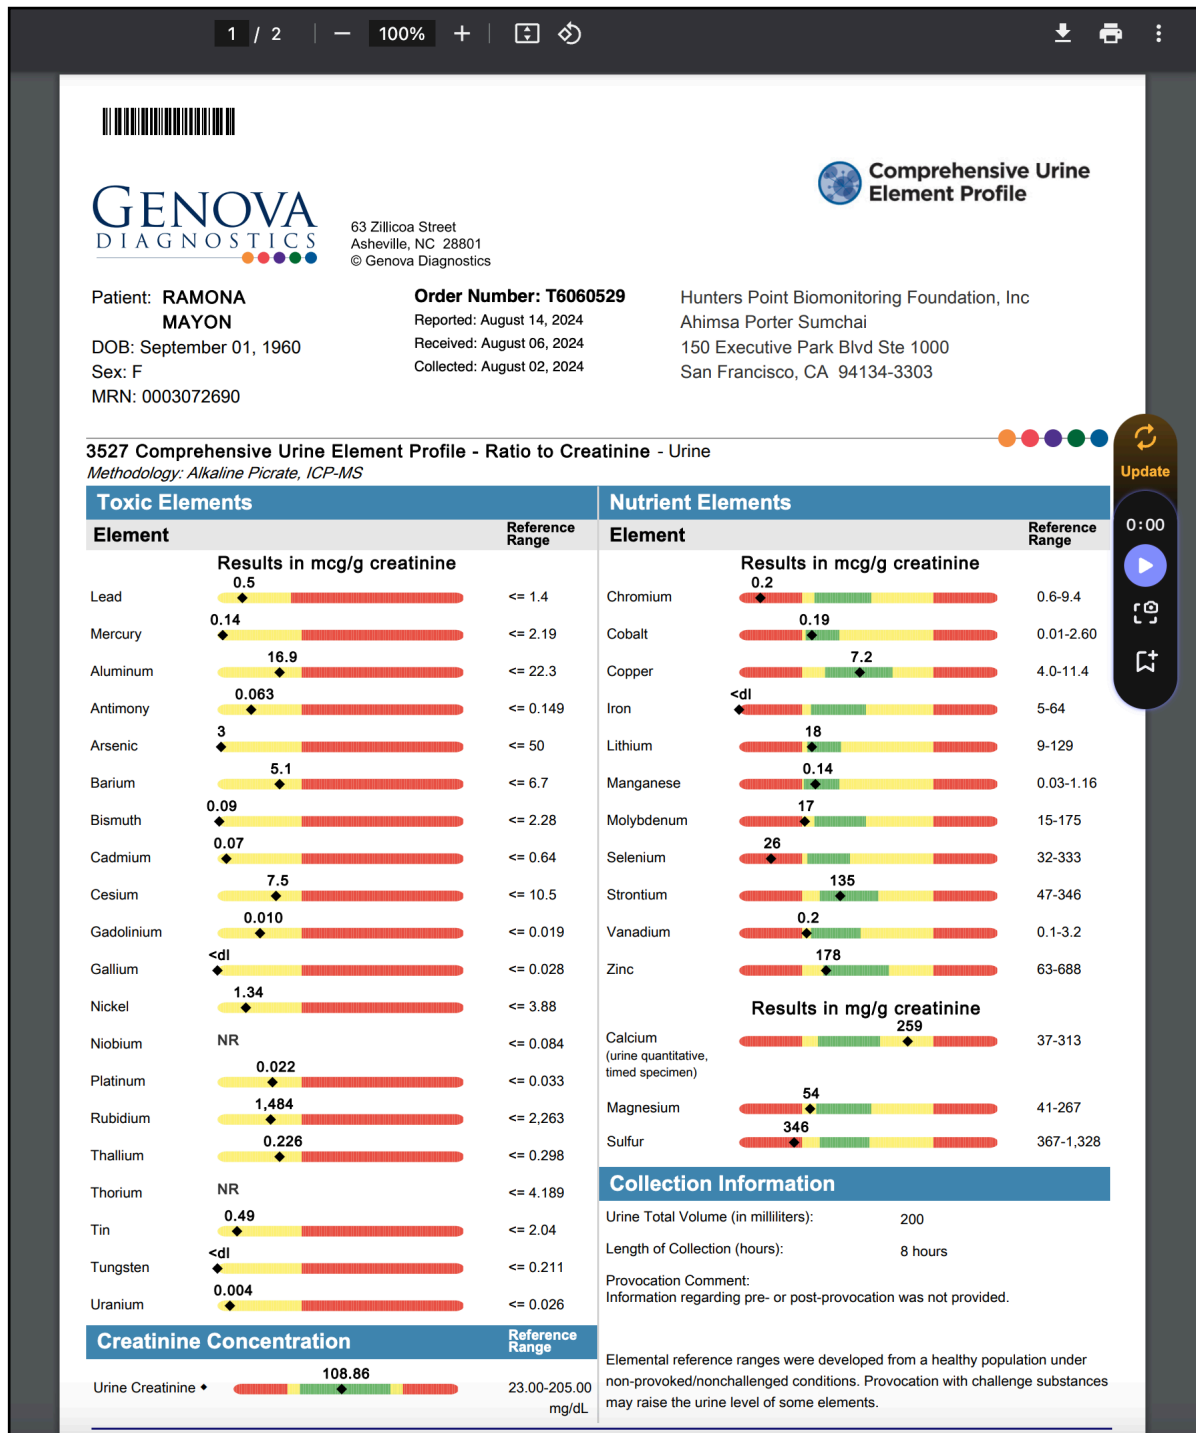 1 / 2 100%
Comprehensive Urine
Element Profile
GENOVA
DIAGNOSTICS
63 Zillicoa Street
Asheville, NC 28801
© Genova Diagnostics
Patient: RAMONA
MAYON
DOB: September 01, 1960
Sex: F
MRN: 0003072690
Order Number: T6060529
Reported: August 14, 2024
Received: August 06, 2024
Collected: August 02, 2024
Hunters Point Biomonitoring Foundation, Inc
Ahimsa Porter Sumchai
150 Executive Park Blvd Ste 1000
San Francisco, CA 94134-3303
Update
0:00
3527 Comprehensive Urine Element Profile - Ratio to Creatinine - Urine
Methodology: Alkaline Picrate, ICP-MS
Toxic Elements
Element Reference Range
Results in mcg/g creatinine
Lead 0.5 <= 1.4
Mercury 0.14 <= 2.19
Aluminum 16.9 <= 22.3
Antimony 0.063 <= 0.149
Arsenic 3 <= 50
Barium 5.1 <= 6.7
Bismuth 0.09 <= 2.28
Cadmium 0.07 <= 0.64
Cesium 7.5 <= 10.5
Gadolinium 0.010 <= 0.019
Gallium <dl <= 0.028
Nickel 1.34 <= 3.88
Niobium NR <= 0.084
Platinum 0.022 <= 0.033
Rubidium 1,484 <= 2,263
Thallium 0.226 <= 0.298
Thorium NR <= 4.189
Tin 0.49 <= 2.04
Tungsten <dl <= 0.211
Uranium 0.004 <= 0.026
Creatinine Concentration Reference Range
Urine Creatinine 108.86 23.00-205.00
mg/dL
Nutrient Elements
Element Reference Range
Results in mcg/g creatinine
Chromium 0.2 0.6-9.4
Cobalt 0.19 0.01-2.60
Copper 7.2 4.0-11.4
Iron <dl 5-64
Lithium 18 9-129
Manganese 0.14 0.03-1.16
Molybdenum 17 15-175
Selenium 26 32-333
Strontium 135 47-346
Vanadium 0.2 0.1-3.2
Zinc 178 63-688
Results in mg/g creatinine
Calcium 259 37-313
(urine quantitative,
timed specimen)
Magnesium 54 41-267
Sulfur 346 367-1,328
Collection Information
Urine Total Volume (in milliliters): 200
Length of Collection (hours): 8 hours
Provocation Comment:
Information regarding pre- or post-provocation was not provided.
Elemental reference ranges were developed from a healthy population under
non-provoked/nonchallenged conditions. Provocation with challenge substances
may raise the urine level of some elements.